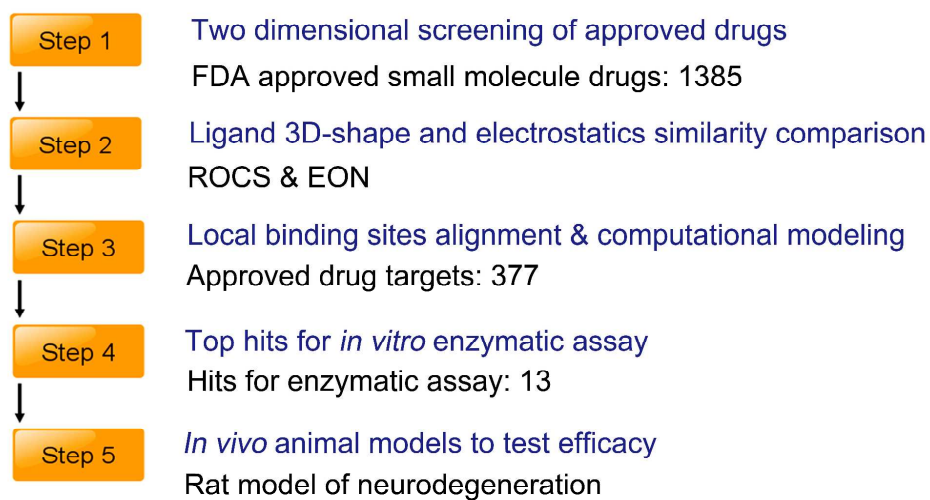 Step 1
Two dimensional screening of approved drugs
FDA approved small molecule drugs: 1385
Step 2
Ligand 3D-shape and electrostatics similarity comparison
ROCS & EON
Step 3
Local binding sites alignment & computational modeling
Approved drug targets: 377
Step 4
Top hits for in vitro enzymatic assay
Hits for enzymatic assay: 13
Step 5
In vivo animal models to test efficacy
Rat model of neurodegeneration